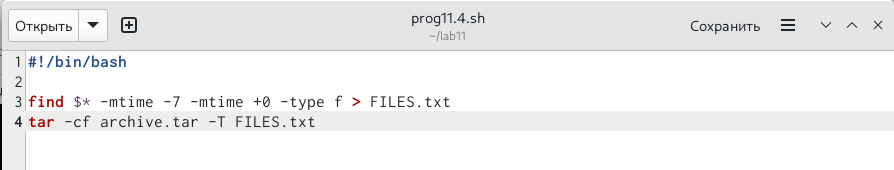 Открыть
prog11.4.sh
~/lab11
Сохранить
1 #!/bin/bash
2
3 find $* -mtime -7 -mtime +0 -type f > FILES.txt
4 tar -cf archive.tar -T FILES.txt